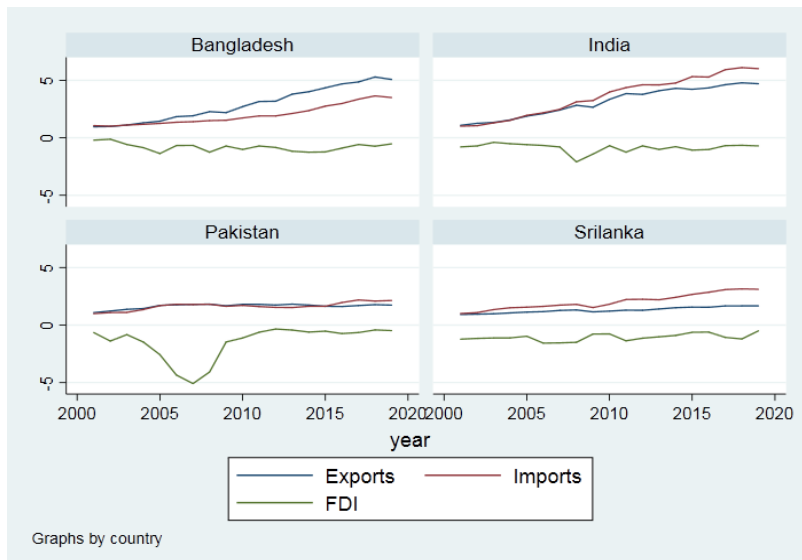 Bangladesh
India
5
0
-5
Pakistan
Srilanka
5
0
-5
2000 2005 2010 2015 2020 2000 2005 2010 2015 2020
year
Exports Imports
FDI
Graphs by country